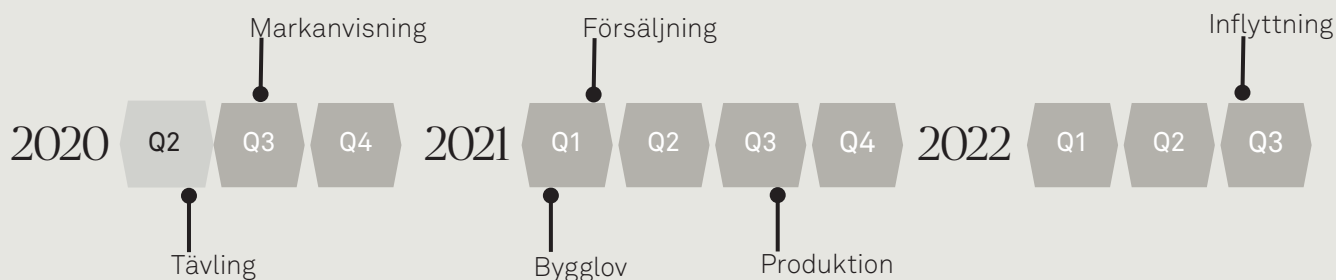 Markanvisning
Försäljning
Inflyttning
2020 Q2 Q3 Q4 2021 Q1 Q2 Q3 Q4 2022 Q1 Q2 Q3
Tävling
Bygglov
Produktion